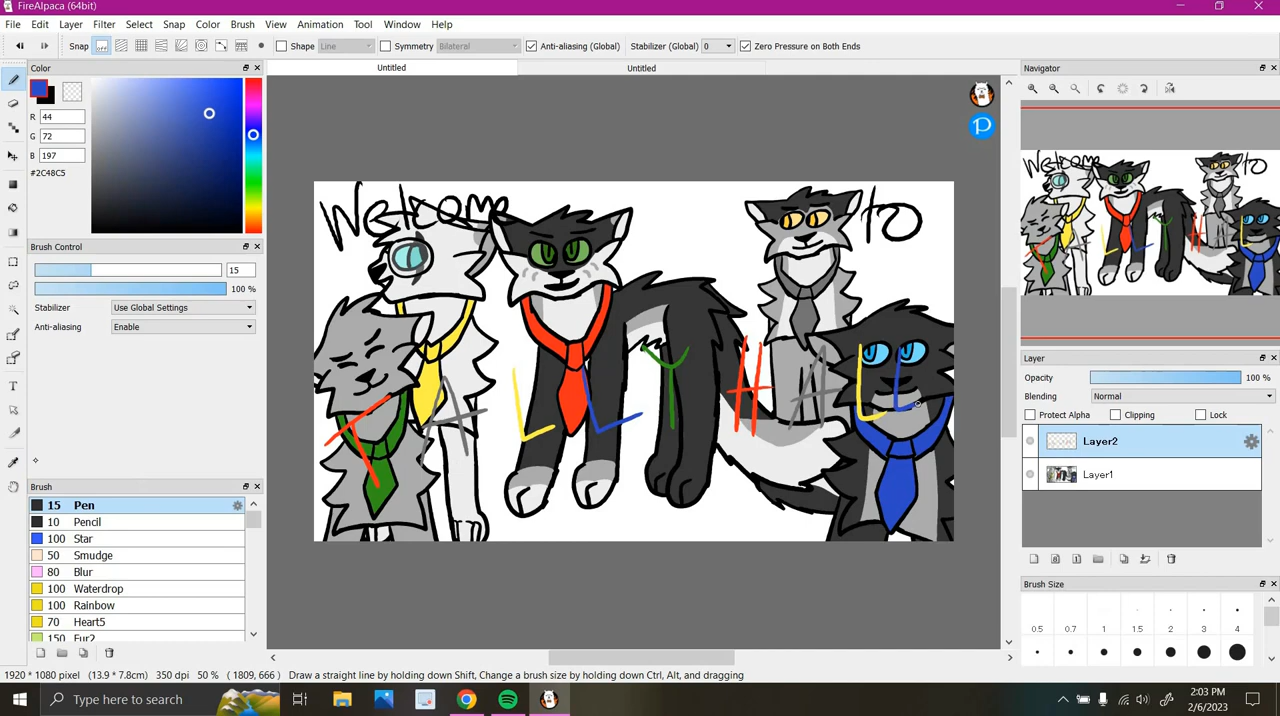 FireAlpaca (64bit)
File Edit Layer Filter Select Snap Color Brush View Animation Tool Cloud Window Help
Snap Shape Line Symmetry Bilateral Anti-aliasing (Global) Stabilizer (Global) 0 Zero Pressure on Both Ends
Color
R 44
G 72
B 197
#2C48C5
Brush Control
15
100 %
Stabilizer Use Global Settings
Anti-aliasing Enable
Brush
15 Pen
10 Pencil
100 Star
50 Smudge
80 Blur
100 Waterdrop
100 Rainbow
70 Heart5
150 Fur2
Untitled Untitled
Welcome to
TALLY HALL
Navigator
Layer
Opacity 100 %
Blending Normal
Protect Alpha Clipping Lock
Layer2
Layer1
Brush Size
0.5 0.7 1 1.5 2 3 4
1920 * 1080 pixel (13.9 * 7.8cm) 350 dpi 50 % (1809, 666) Draw a straight line by holding down Shift, Change a brush size by holding down Ctrl, Alt, and dragging
Type here to search
2:03 PM
2/6/2023